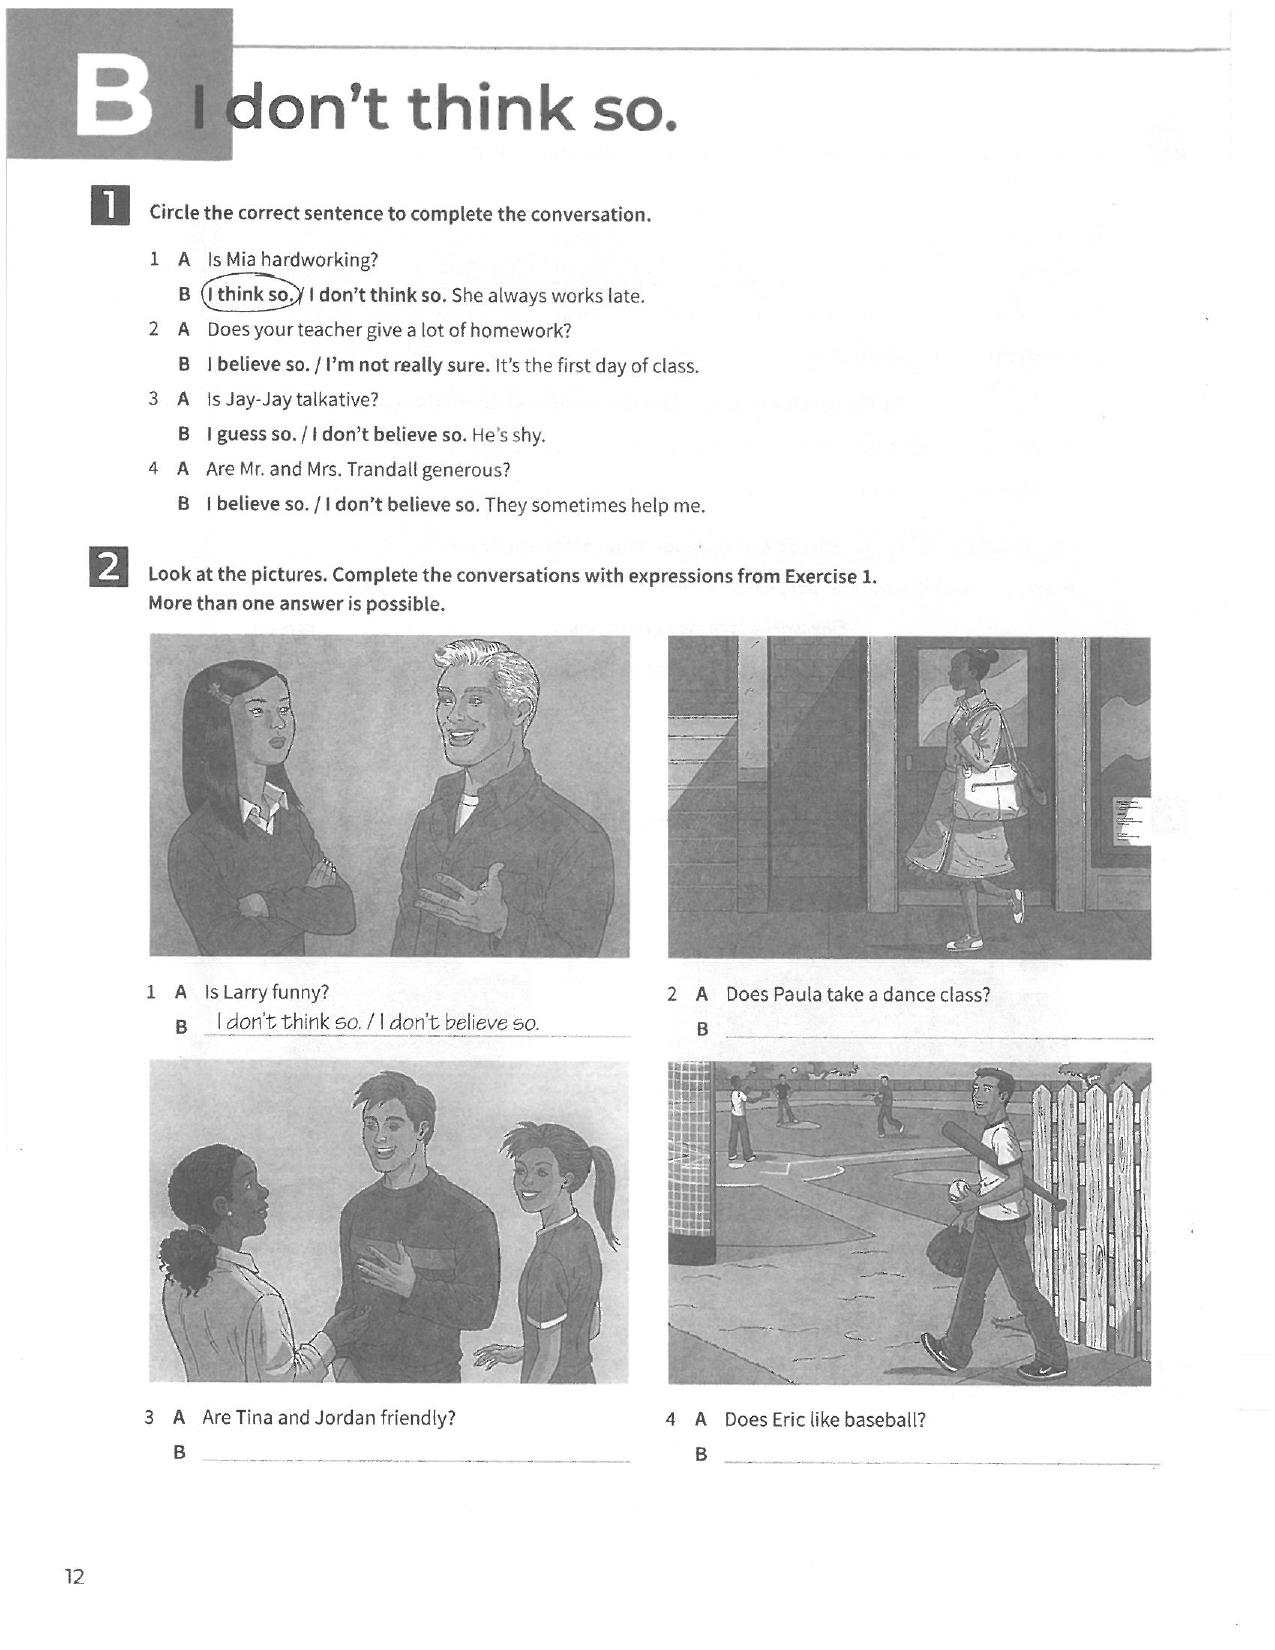 B I don't think so.
1 Circle the correct sentence to complete the conversation.
1 A Is Mia hardworking?
B I think so. / I don't think so. She always works late.
2 A Does your teacher give a lot of homework?
B I believe so. / I'm not really sure. It's the first day of class.
3 A Is Jay-Jay talkative?
B I guess so. / I don't believe so. He's shy.
4 A Are Mr. and Mrs. Trandall generous?
B I believe so. / I don't believe so. They sometimes help me.
2 Look at the pictures. Complete the conversations with expressions from Exercise 1.
More than one answer is possible.
1 A Is Larry funny?
B I don't think so. / I don't believe so.
2 A Does Paula take a dance class?
B
3 A Are Tina and Jordan friendly?
B
4 A Does Eric like baseball?
B
12